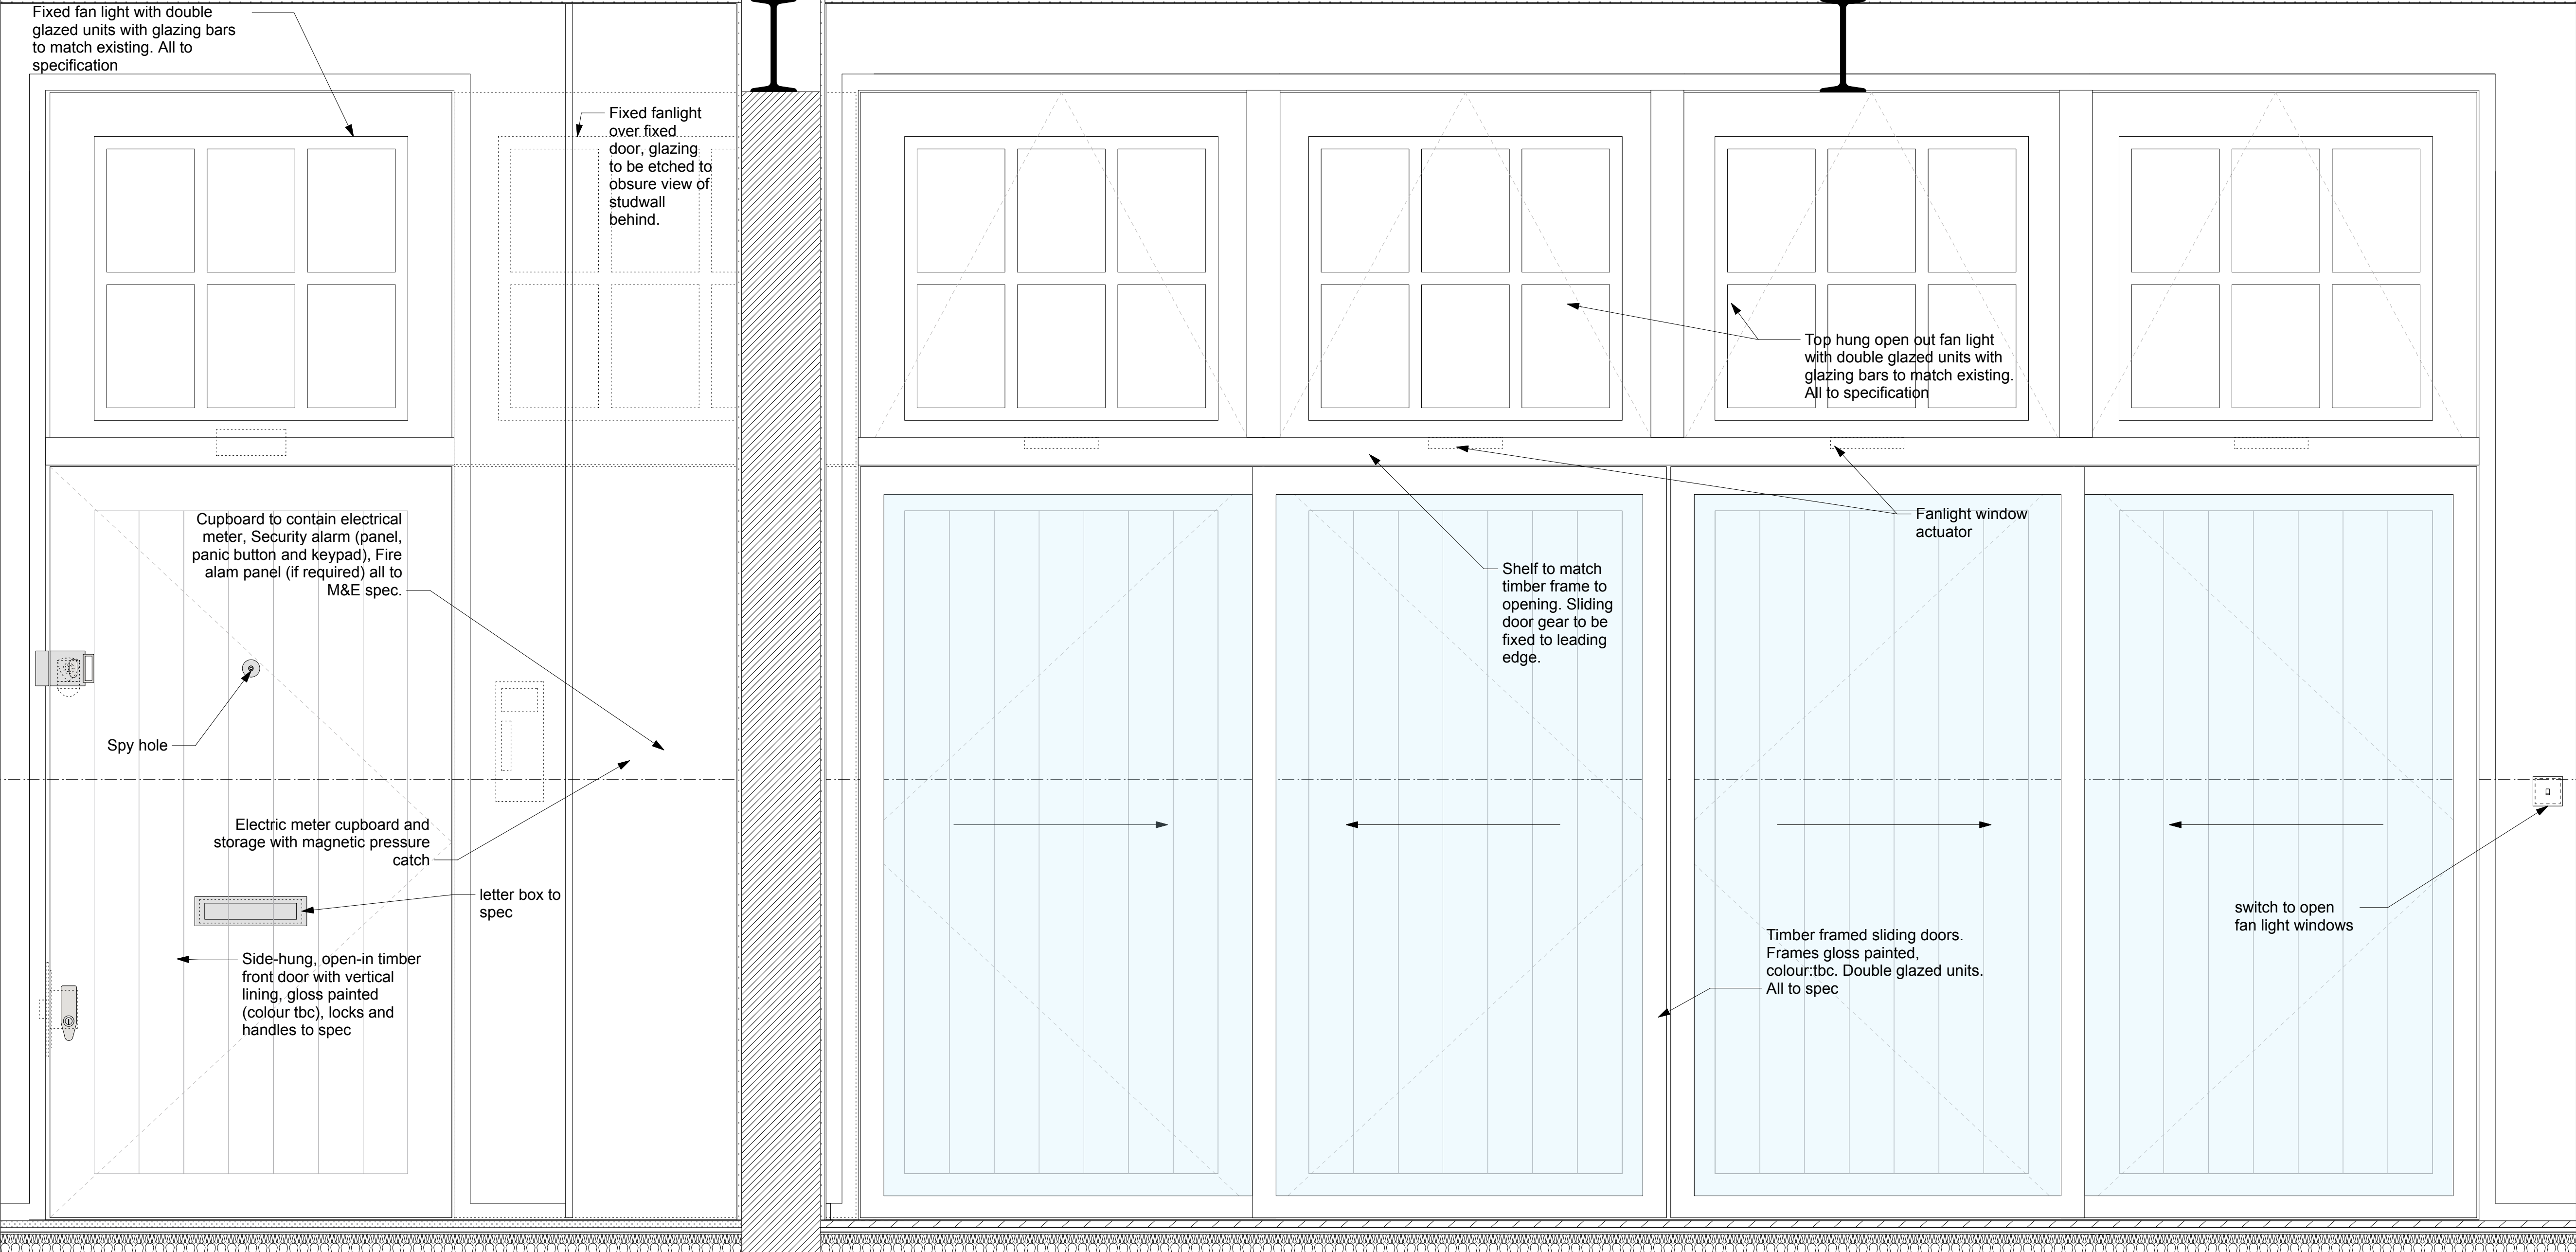 Fixed fan light with double
glazed units with glazing bars
to match existing. All to
specification
Fixed fanlight
over fixed
door, glazing
to be etched to
obsure view of
studwall
behind.
Top hung open out fan light
with double glazed units with
glazing bars to match existing.
All to specification
Cupboard to contain electrical
meter, Security alarm (panel,
panic button and keypad), Fire
alam panel (if required) all to
M&E spec.
Fanlight window
actuator
Shelf to match
timber frame to
opening. Sliding
door gear to be
fixed to leading
edge.
Spy hole
Electric meter cupboard and
storage with magnetic pressure
catch
letter box to
spec
switch to open
fan light windows
Timber framed sliding doors.
Frames gloss painted,
colour:tbc. Double glazed units.
All to spec
Side-hung, open-in timber
front door with vertical
lining, gloss painted
(colour tbc), locks and
handles to spec